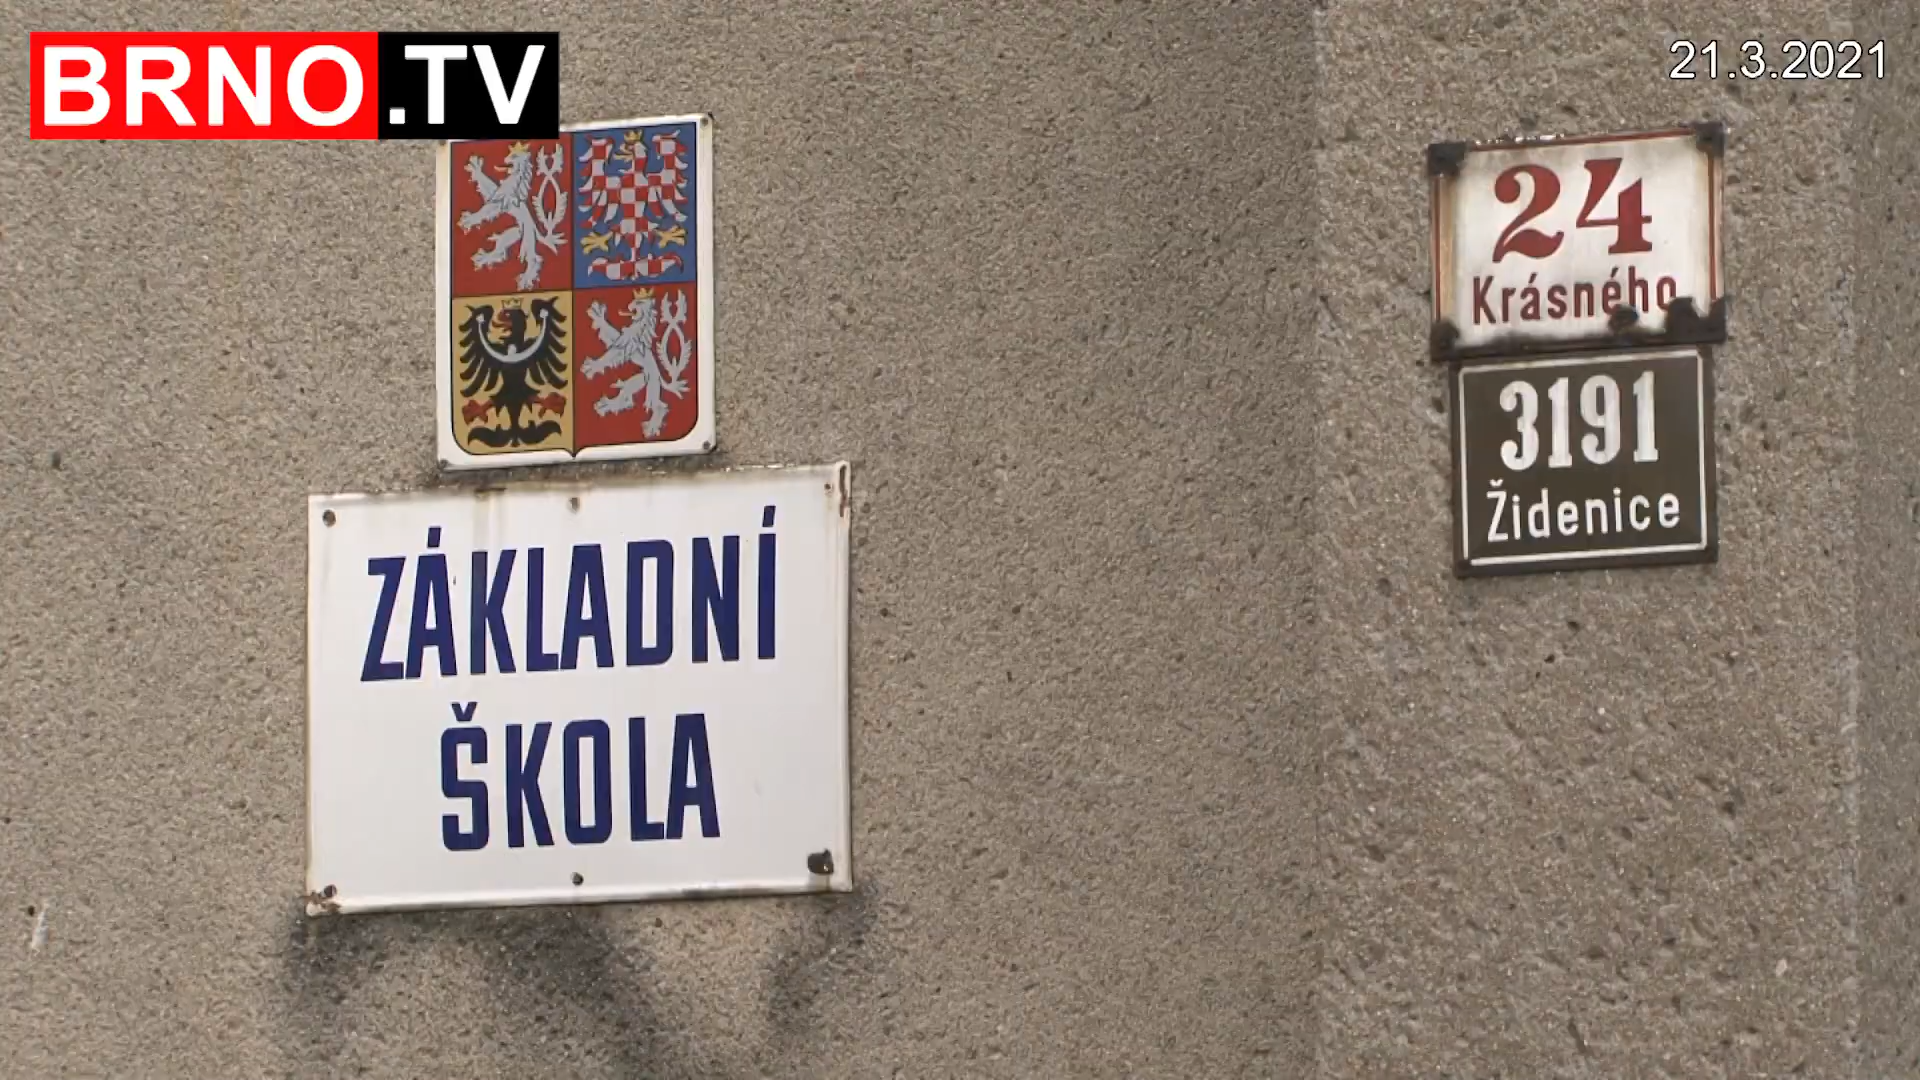 BRNO.TV
21.3.2021
24
Krásného
3191
Židenice
ZÁKLADNÍ
ŠKOLA